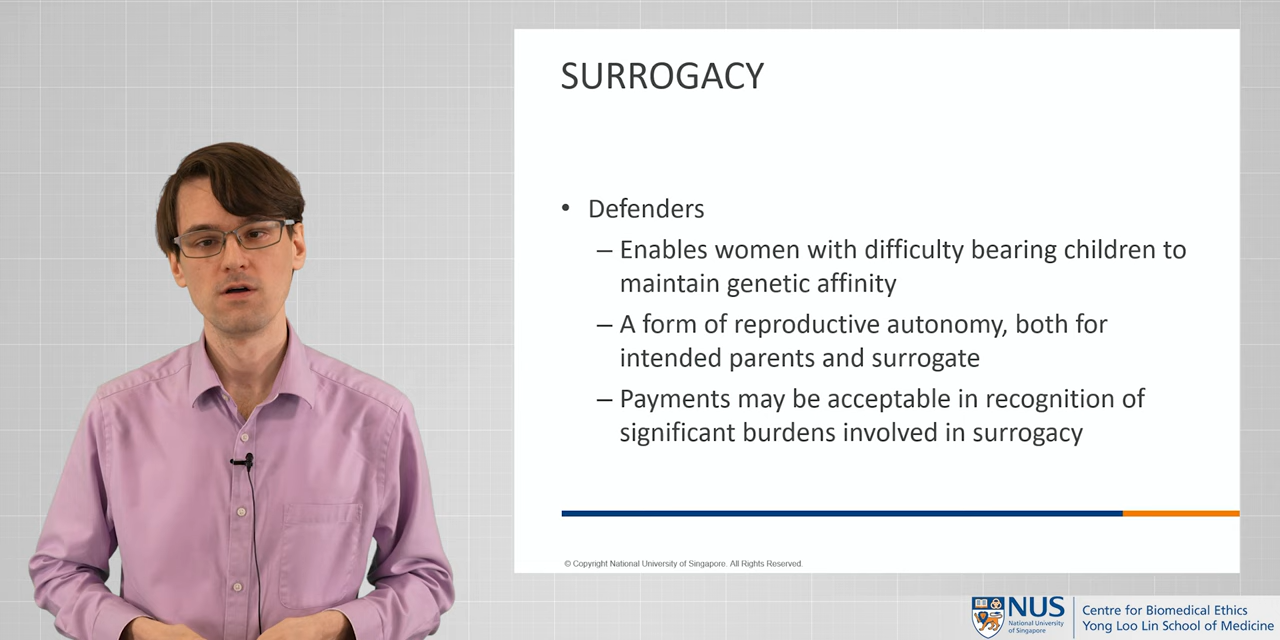 SURROGACY
• Defenders
– Enables women with difficulty bearing children to
maintain genetic affinity
– A form of reproductive autonomy, both for
intended parents and surrogate
– Payments may be acceptable in recognition of
significant burdens involved in surrogacy
© Copyright National University of Singapore. All Rights Reserved.
NUS
National University
of Singapore
Centre for Biomedical Ethics
Yong Loo Lin School of Medicine